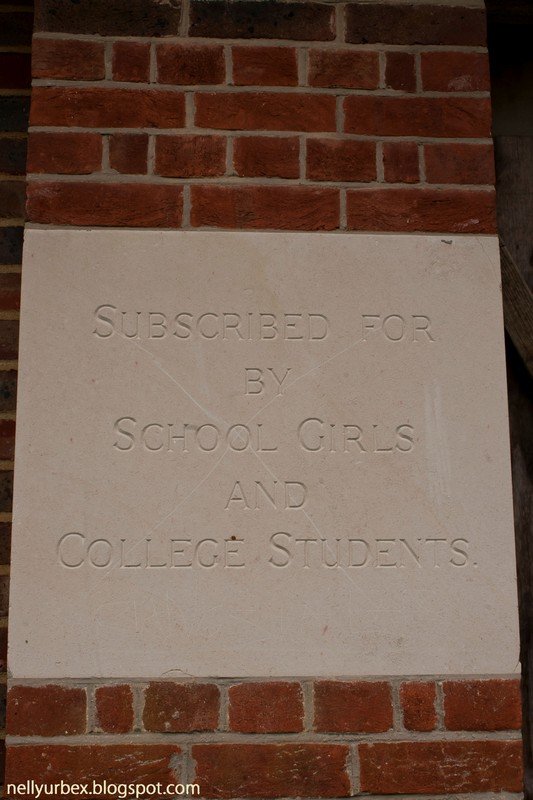 SUBSCRIBED FOR
BY
SCHOOL GIRLS
AND
COLLEGE STUDENTS.
nellyurbex.blogspot.com